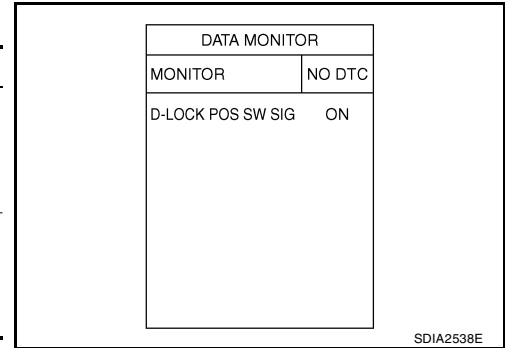 DATA MONITOR
MONITOR NO DTC
D-LOCK POS SW SIG ON
SDIA2538E